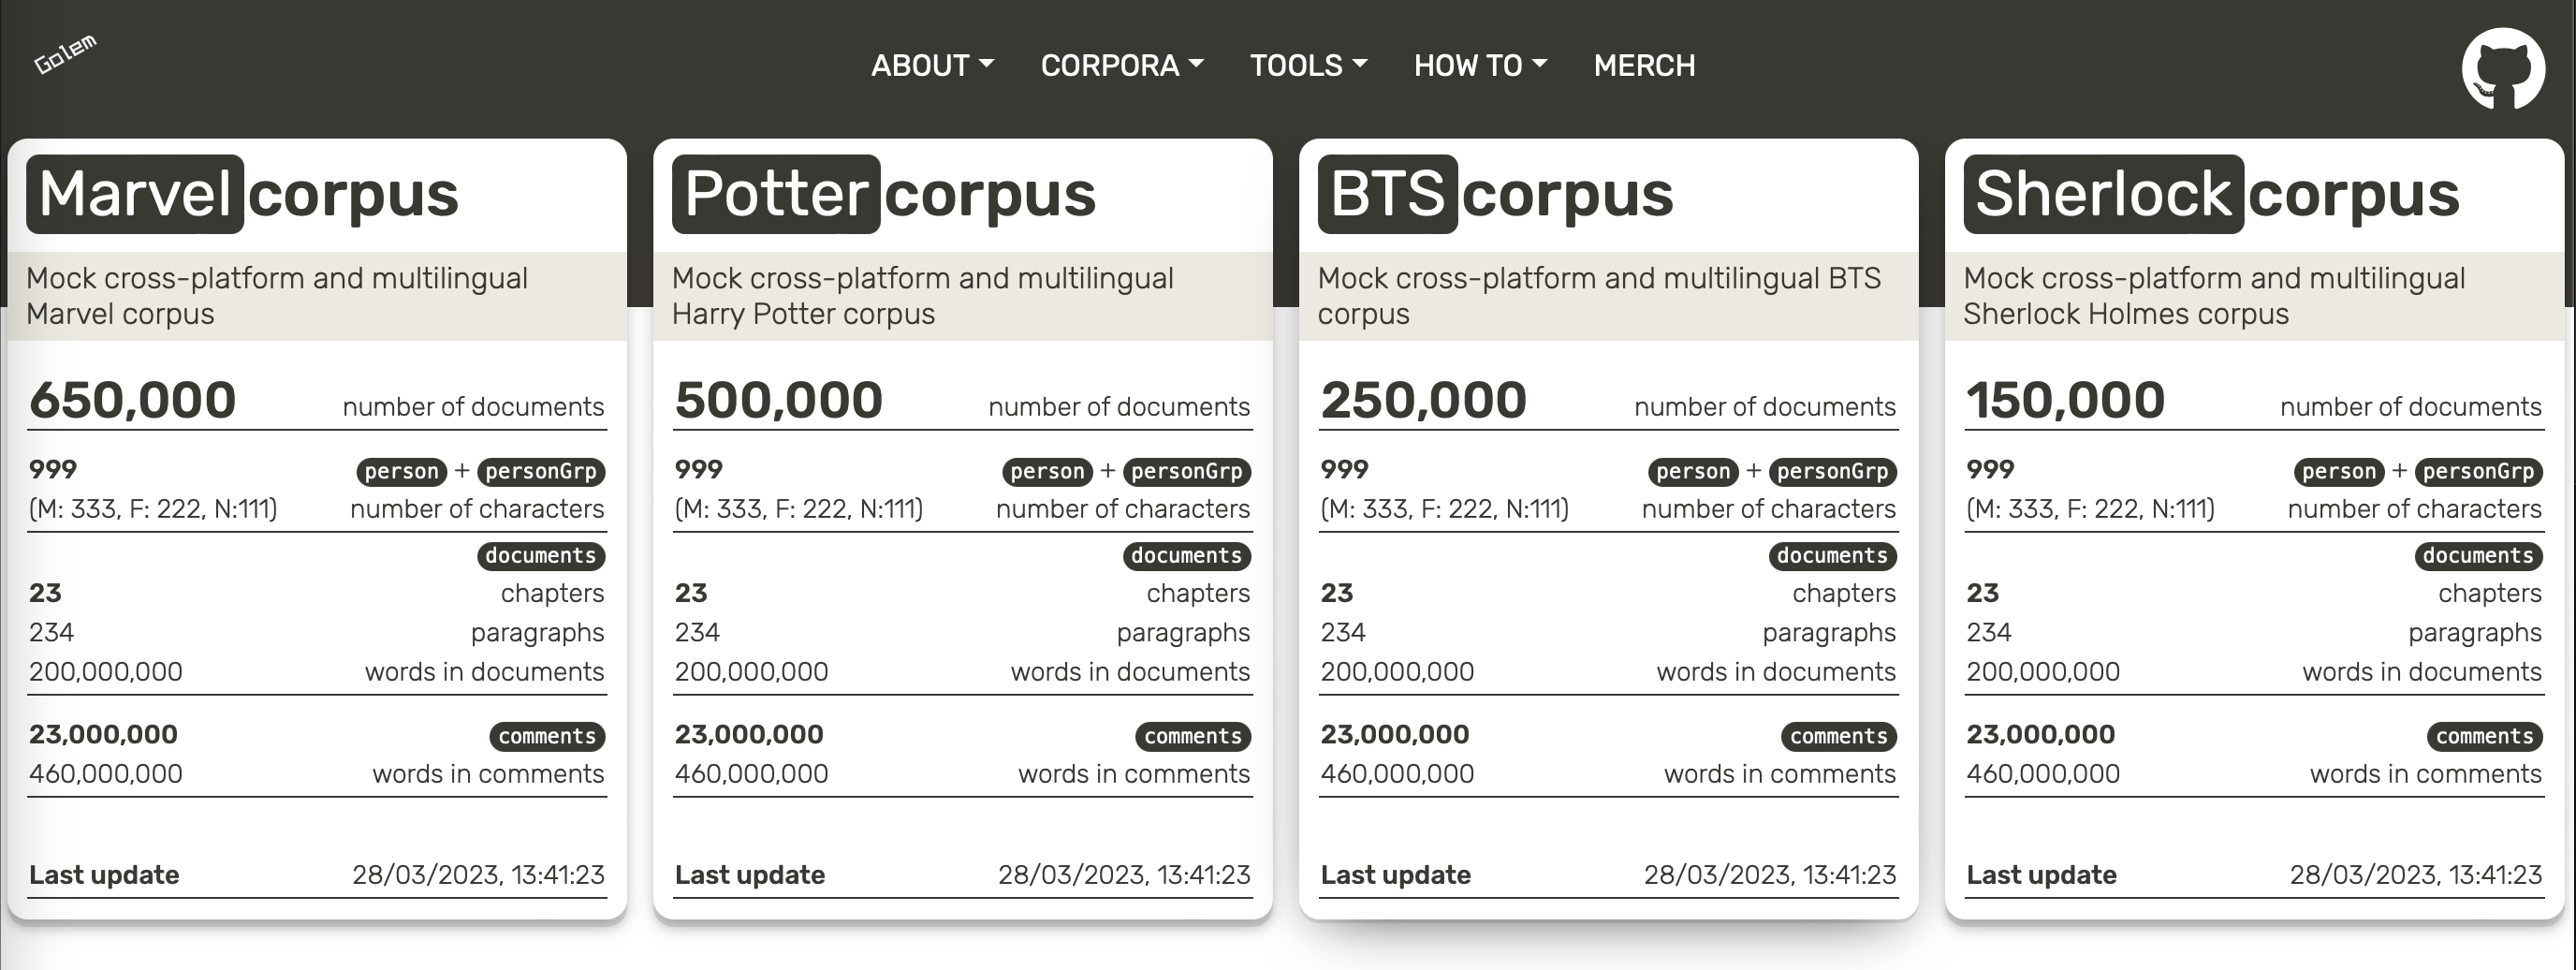 Golem
ABOUT CORPORA TOOLS HOW TO MERCH
Marvel corpus
Mock cross-platform and multilingual
Marvel corpus
650,000 number of documents
999 person + personGrp
(M: 333, F: 222, N:111) number of characters
documents
23 chapters
234 paragraphs
200,000,000 words in documents
23,000,000 comments
460,000,000 words in comments
Last update 28/03/2023, 13:41:23
Potter corpus
Mock cross-platform and multilingual
Harry Potter corpus
500,000 number of documents
999 person + personGrp
(M: 333, F: 222, N:111) number of characters
documents
23 chapters
234 paragraphs
200,000,000 words in documents
23,000,000 comments
460,000,000 words in comments
Last update 28/03/2023, 13:41:23
BTS corpus
Mock cross-platform and multilingual BTS
corpus
250,000 number of documents
999 person + personGrp
(M: 333, F: 222, N:111) number of characters
documents
23 chapters
234 paragraphs
200,000,000 words in documents
23,000,000 comments
460,000,000 words in comments
Last update 28/03/2023, 13:41:23
Sherlock corpus
Mock cross-platform and multilingual
Sherlock Holmes corpus
150,000 number of documents
999 person + personGrp
(M: 333, F: 222, N:111) number of characters
documents
23 chapters
234 paragraphs
200,000,000 words in documents
23,000,000 comments
460,000,000 words in comments
Last update 28/03/2023, 13:41:23